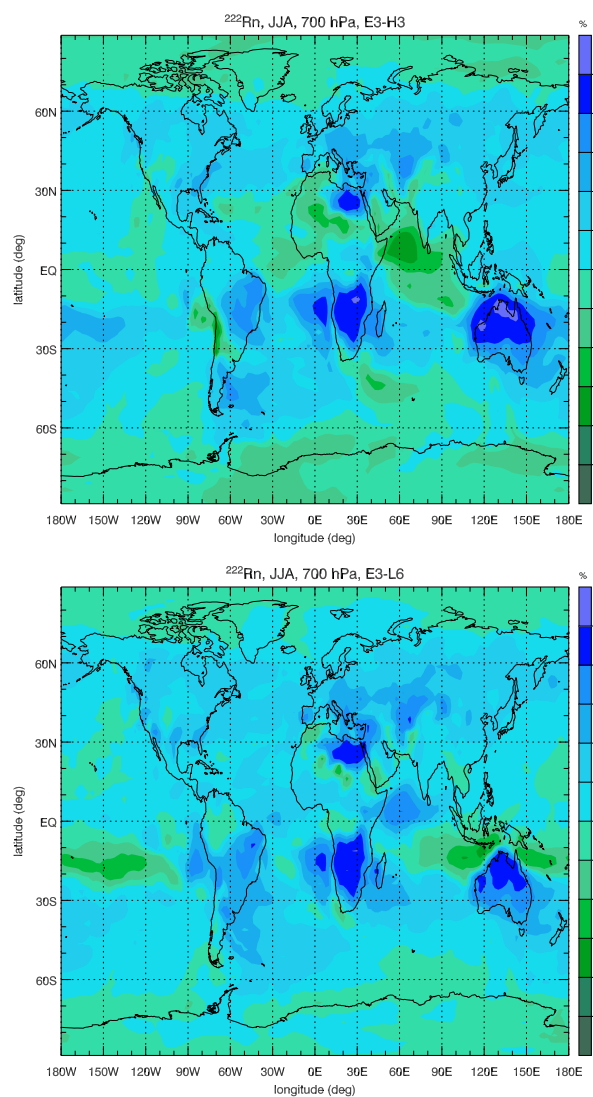 ²²²Rn, JJA, 700 hPa, E3-H3
%
60N
30N
EQ
30S
60S
latitude (deg)
180W 150W 120W 90W 60W 30W 0E 30E 60E 90E 120E 150E 180E
longitude (deg)
²²²Rn, JJA, 700 hPa, E3-L6
%
60N
30N
EQ
30S
60S
latitude (deg)
180W 150W 120W 90W 60W 30W 0E 30E 60E 90E 120E 150E 180E
longitude (deg)